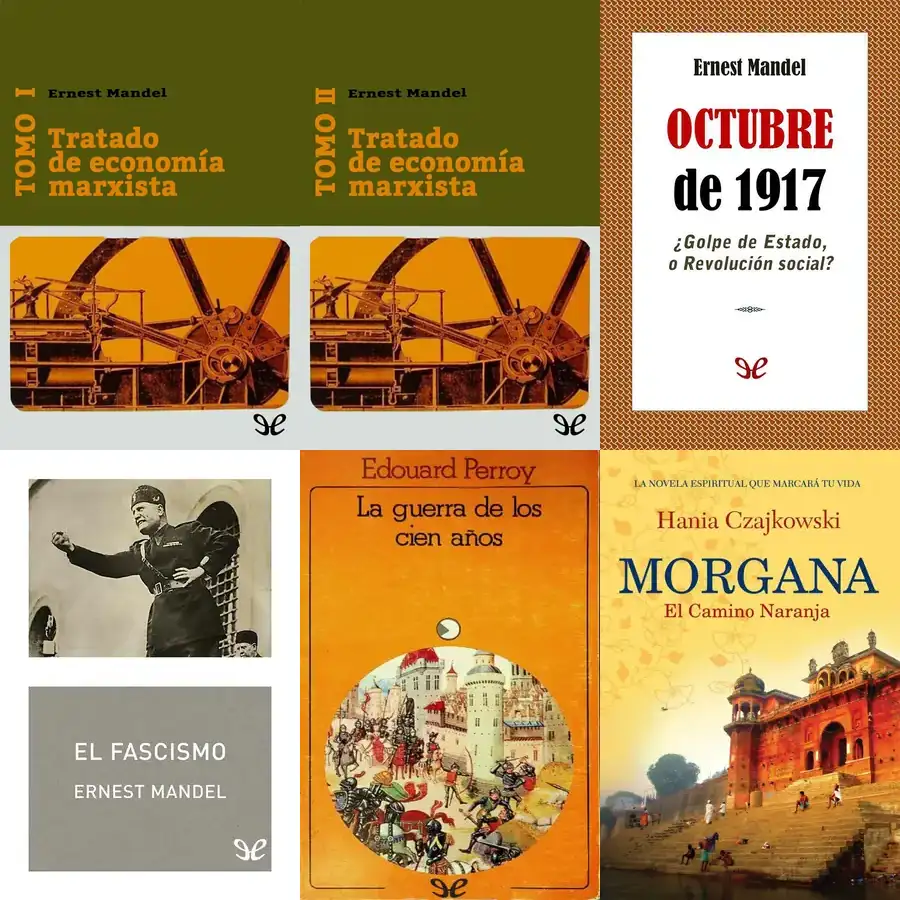 TOMO I
Ernest Mandel
Tratado
de economía
marxista
TOMO II
Ernest Mandel
Tratado
de economía
marxista
Ernest Mandel
OCTUBRE
de 1917
¿Golpe de Estado,
o Revolución social?
EL FASCISMO
ERNEST MANDEL
Edouard Perroy
La guerra de los
cien años
LA NOVELA ESPIRITUAL QUE MARCARÁ TU VIDA
Hania Czajkowski
MORGANA
El Camino Naranja